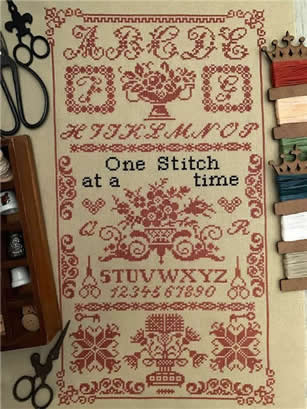 ABCDE
F G
HIJKLMNOP
One Stitch
at a time
Q R
STUVWXYZ
1234567890